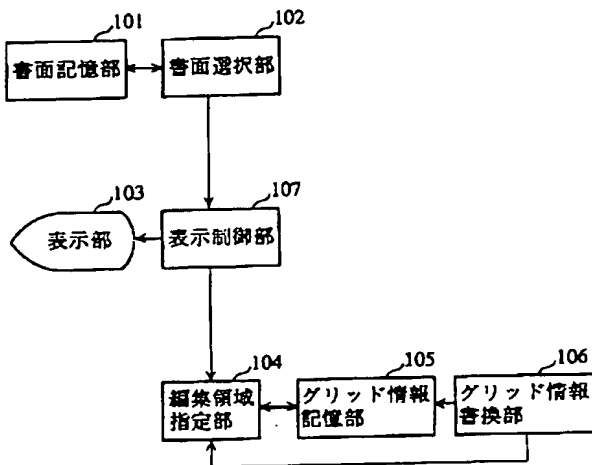 101
102
書面記憶部
書面選択部
103
107
表示部
表示制御部
104
105
106
編集領域
指定部
グリッド情報
記憶部
グリッド情報
書換部